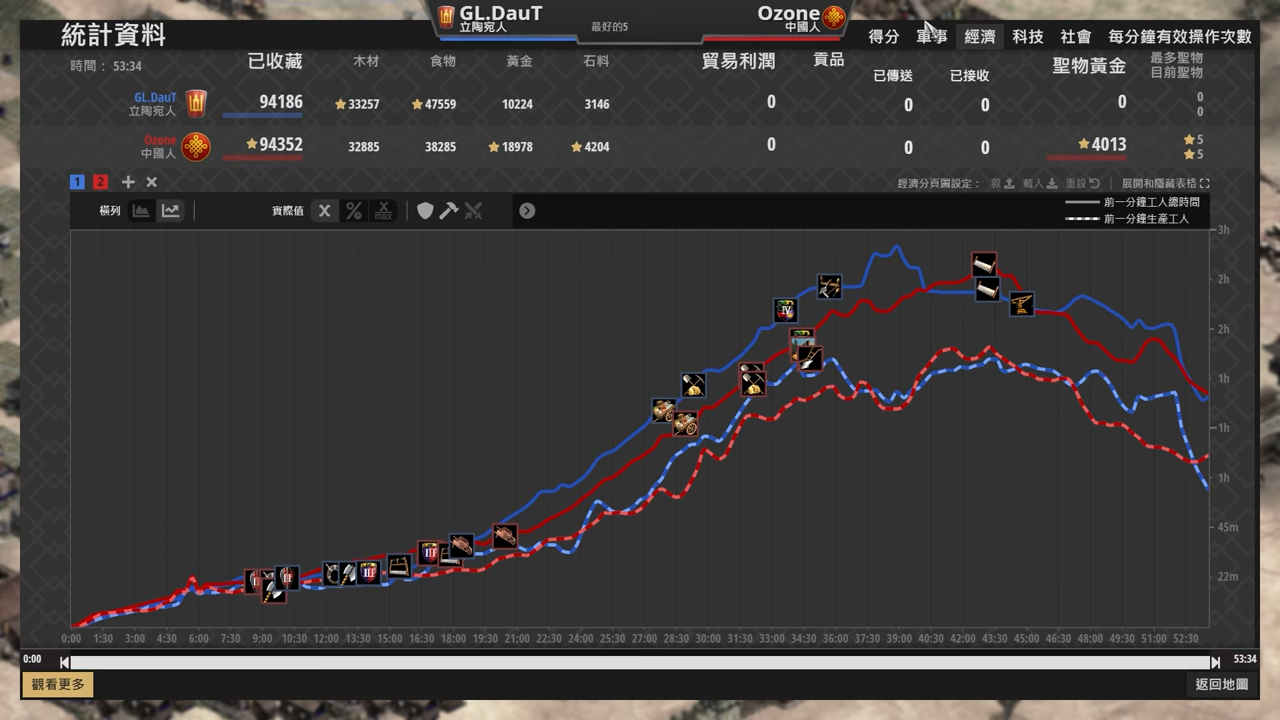 GL.DauT
立陶宛人
最好的5
Ozone
中國人
統計資料
得分 軍事 經濟 科技 社會 每分鐘有效操作次數
時間： 53:34
已收藏 木材 食物 黃金 石料 貿易利潤 貢品 已傳送 已接收 聖物黃金 最多聖物
目前聖物
GL.DauT
立陶宛人
94186 33257 47559 10224 3146 0 0 0 0 0
0
Ozone
中國人
94352 32885 38285 18978 4204 0 0 0 4013 5
5
1 2 + ×
經濟分頁圖設定： 載入 重設 展開和隱藏表格
橫列 實際值 X % X max
前一分鐘工人總時間
前一分鐘生產工人
3h
2h
2h
1h
1h
1h
45m
22m
0:00 1:30 3:00 4:30 6:00 7:30 9:00 10:30 12:00 13:30 15:00 16:30 18:00 19:30 21:00 22:30 24:00 25:30 27:00 28:30 30:00 31:30 33:00 34:30 36:00 37:30 39:00 40:30 42:00 43:30 45:00 46:30 48:00 49:30 51:00 52:30
0:00 53:34
觀看更多 返回地圖